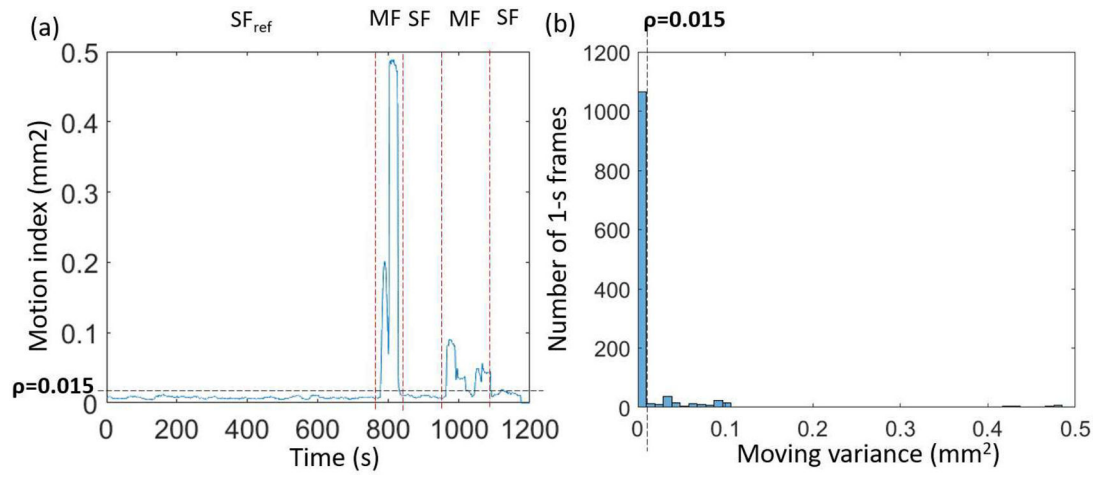 (a)
SFref
MF
SF
MF
SF
0.5
0.4
0.3
0.2
0.1
0
ρ=0.015
Motion index (mm2)
0
200
400
600
800
1000
1200
Time (s)
(b)
ρ=0.015
1200
1000
800
600
400
200
0
Number of 1-s frames
0
0.1
0.2
0.3
0.4
0.5
Moving variance (mm²)